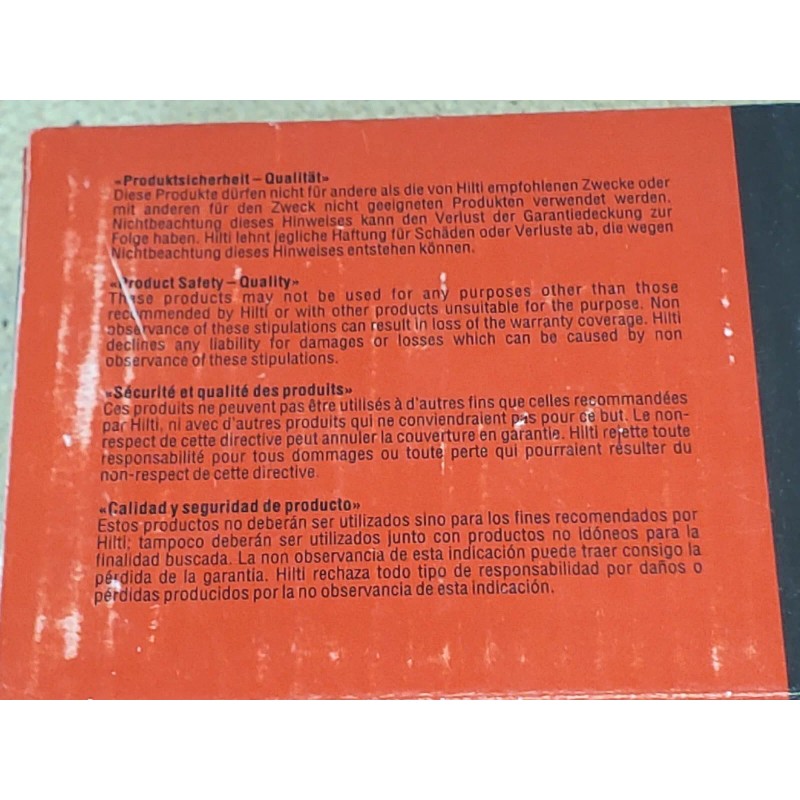 «Produktsicherheit – Qualität»
Diese Produkte dürfen nicht für andere als die von Hilti empfohlenen Zwecke oder
mit anderen für den Zweck nicht geeigneten Produkten verwendet werden.
Nichtbeachtung dieses Hinweises kann den Verlust der Garantiedeckung zur
Folge haben. Hilti lehnt jegliche Haftung für Schäden oder Verluste ab, die wegen
Nichtbeachtung dieses Hinweises entstehen können.
«Product Safety – Quality»
These products may not be used for any purposes other than those
recommended by Hilti or with other products unsuitable for the purpose. Non
observance of these stipulations can result in loss of the warranty coverage. Hilti
declines any liability for damages or losses which can be caused by non
observance of these stipulations.
«Sécurité et qualité des produits»
Ces produits ne peuvent pas être utilisés à d'autres fins que celles recommandées
par Hilti, ni avec d'autres produits qui ne conviendraient pas pour ce but. Le non-
respect de cette directive peut annuler la couverture en garantie. Hilti rejette toute
responsabilité pour tous dommages ou toute perte qui pourraient résulter du
non-respect de cette directive.
«Calidad y seguridad de producto»
Estos productos no deberán ser utilizados sino para los fines recomendados por
Hilti; tampoco deberán ser utilizados junto con productos no idóneos para la
finalidad buscada. La non observancia de esta indicación puede traer consigo la
pérdida de la garantia. Hilti rechaza todo tipo de responsabilidad por daños o
pérdidas producidos por la no observancia de esta indicación.